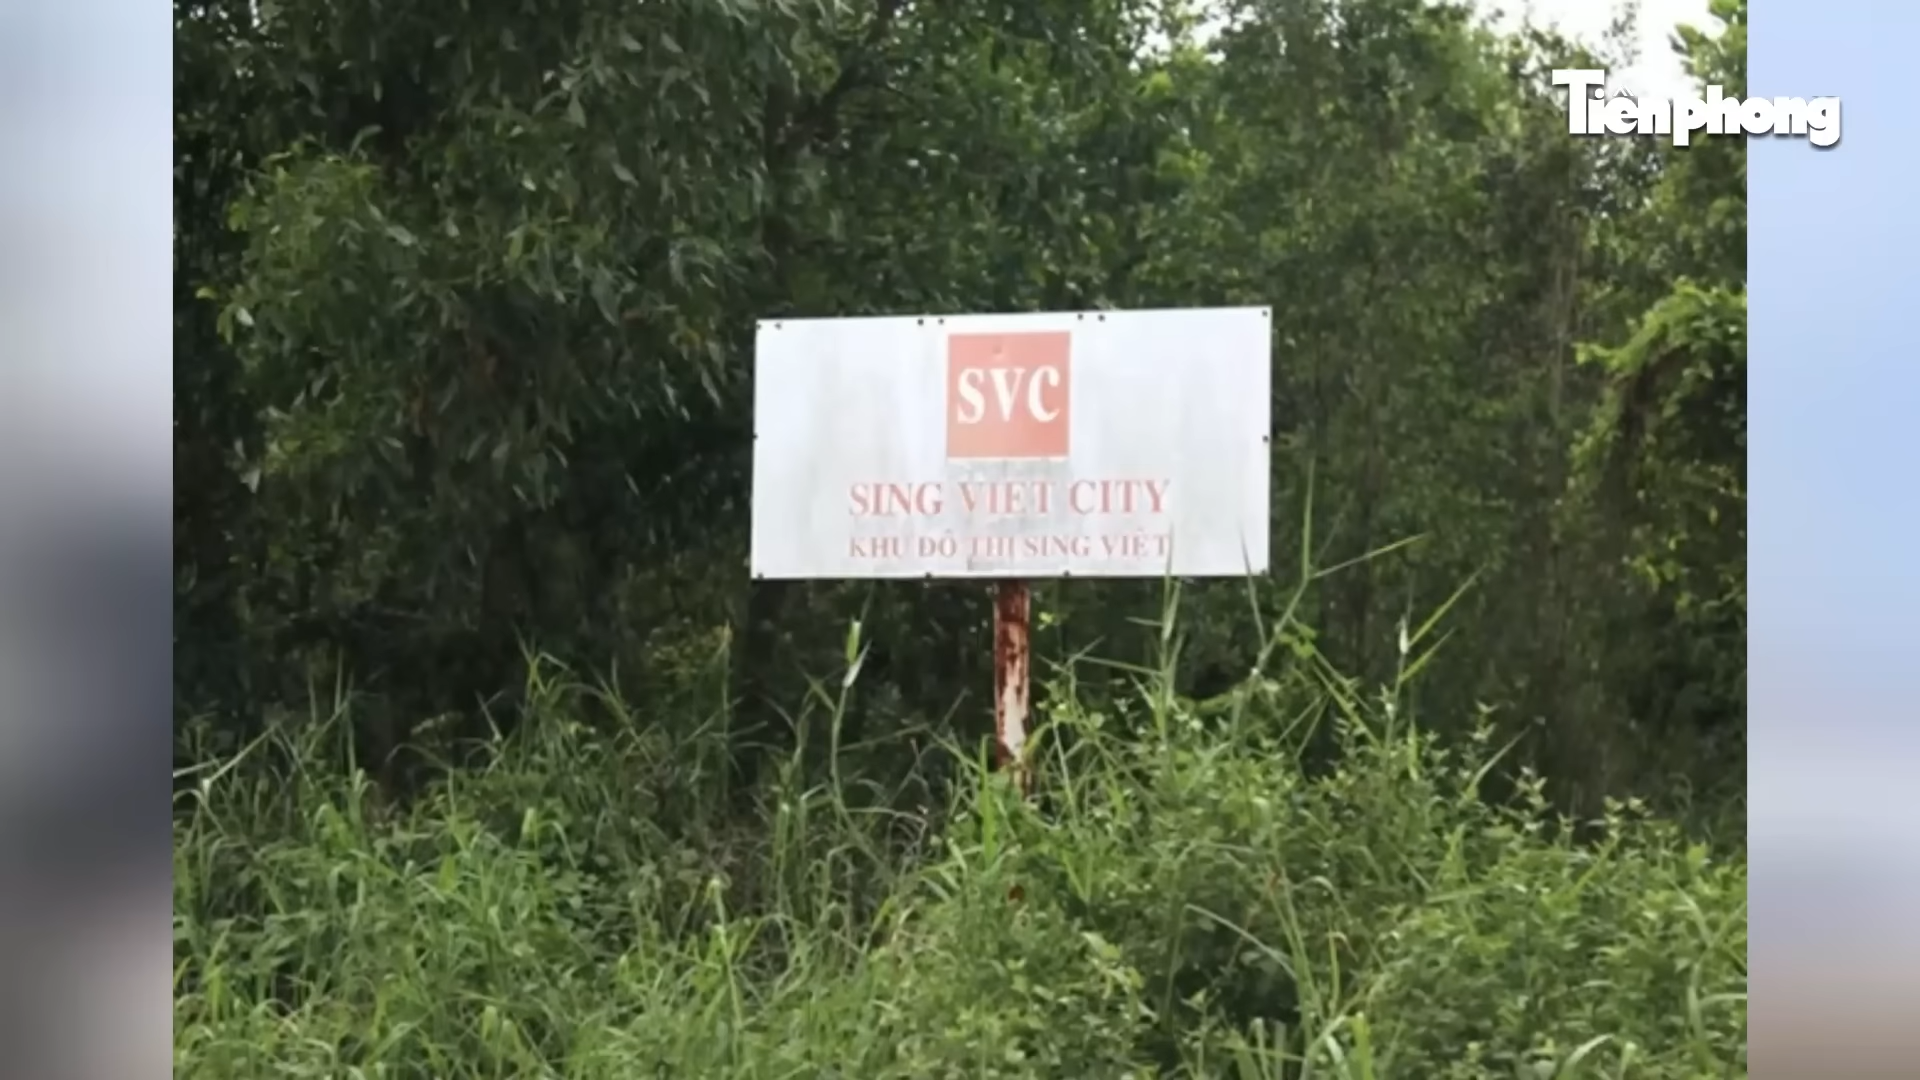 Tiền phong
SVC
SING VIET CITY
KHU ĐÔ THỊ SING VIỆT